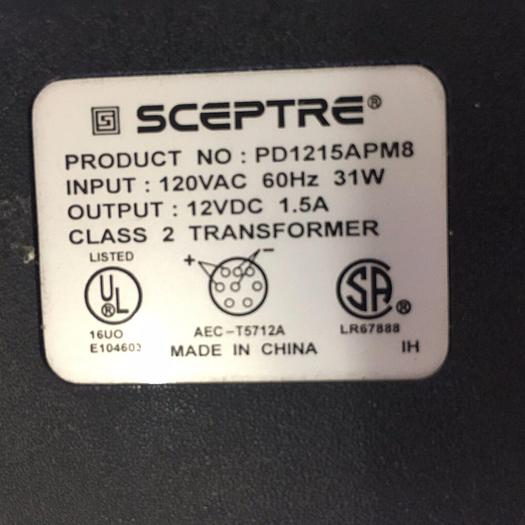 SCEPTRE®
PRODUCT NO : PD1215APM8
INPUT : 120VAC 60Hz 31W
OUTPUT : 12VDC 1.5A
CLASS 2 TRANSFORMER
LISTED
+ −
UL ®
SA ®
16UO
E104603
AEC-T5712A
LR67888
MADE IN CHINA
IH